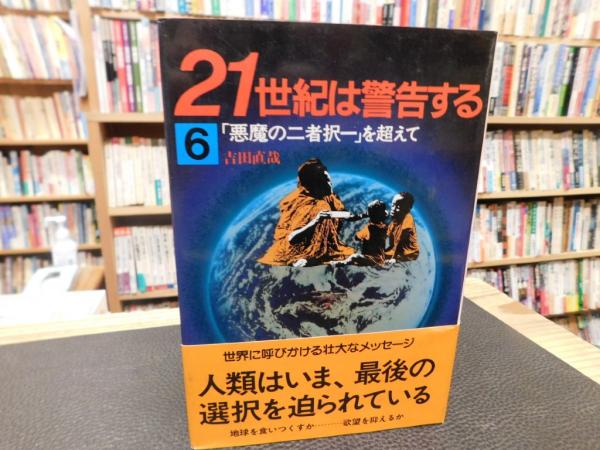 21世紀は警告する
6
「悪魔の二者択一」を超えて
吉田直哉
世界に呼びかける壮大なメッセージ
人類はいま、最後の
選択を迫られている
地球を食いつくすか………欲望を抑えるか